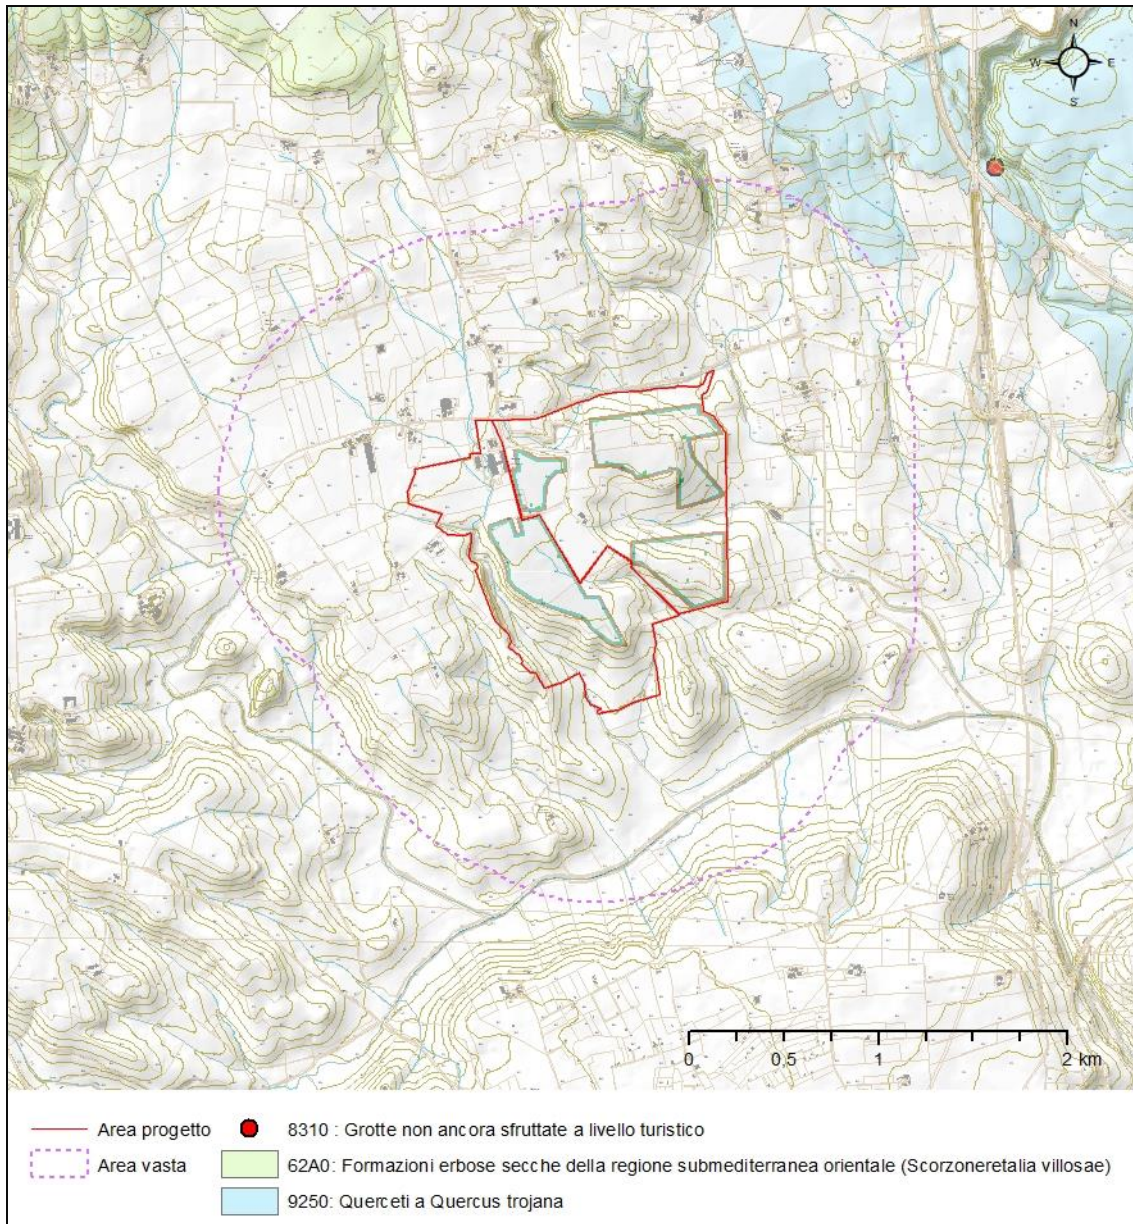 N
W E
S
0 0,5 1 2 km
Area progetto 8310 : Grotte non ancora sfruttate a livello turistico
Area vasta 62A0: Formazioni erbose secche della regione submediterranea orientale (Scorzoneretalia villosae)
9250: Querceti a Quercus trojana